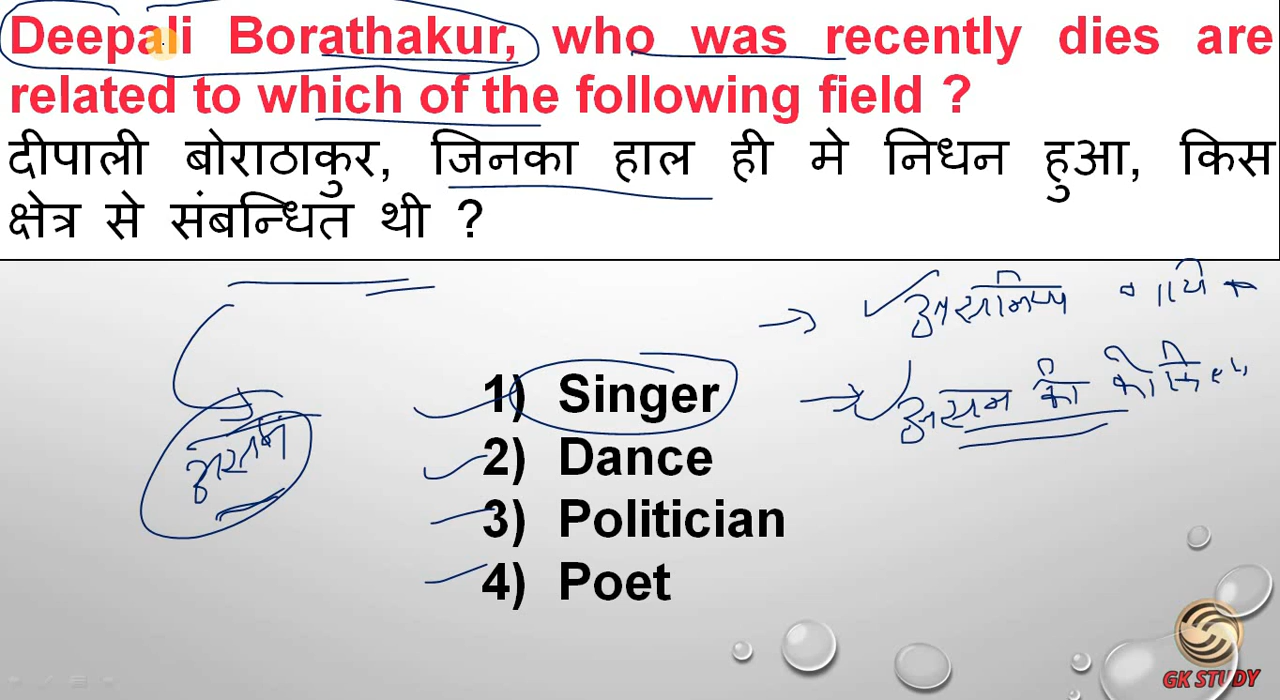 Deepali Borathakur, who was recently dies are
related to which of the following field ?
दीपाली बोराठाकुर, जिनका हाल ही मे निधन हुआ, किस
क्षेत्र से संबन्धित थी ?
1) Singer
2) Dance
3) Politician
4) Poet
असम की
GK STUDY